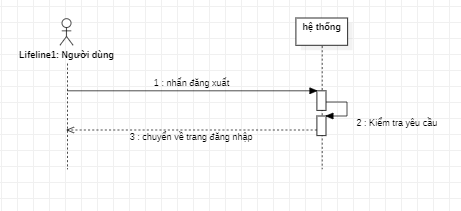 hệ thống
Lifeline1: Người dùng
1 : nhấn đăng xuất
2 : Kiểm tra yêu cầu
3 : chuyển về trang đăng nhập